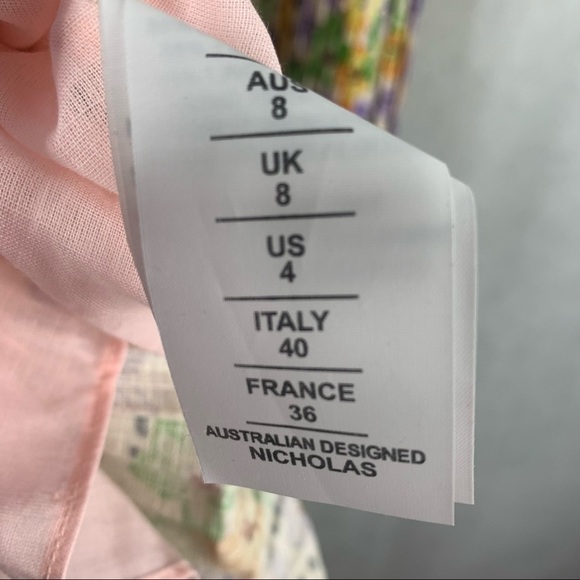 AUS
8
UK
8
US
4
ITALY
40
FRANCE
36
AUSTRALIAN DESIGNED
NICHOLAS